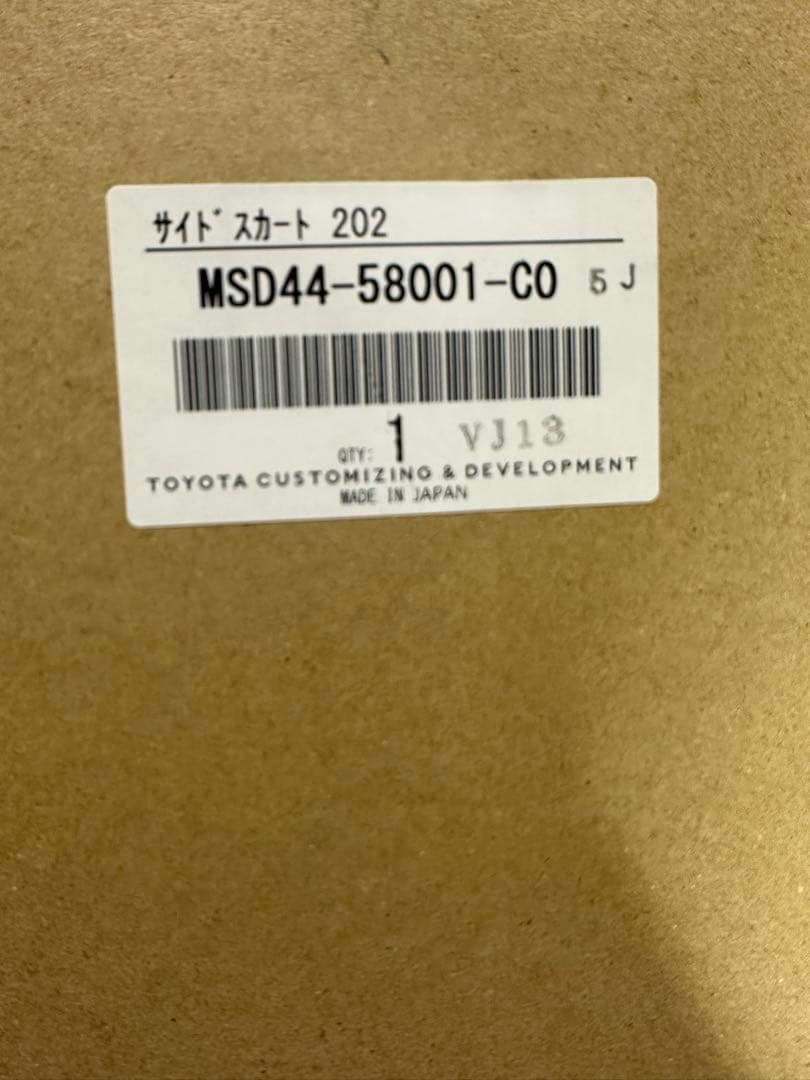 サイドスカート 202
MSD44-58001-C0 5 J
QTY: 1 VJ13
TOYOTA CUSTOMIZING & DEVELOPMENT
MADE IN JAPAN